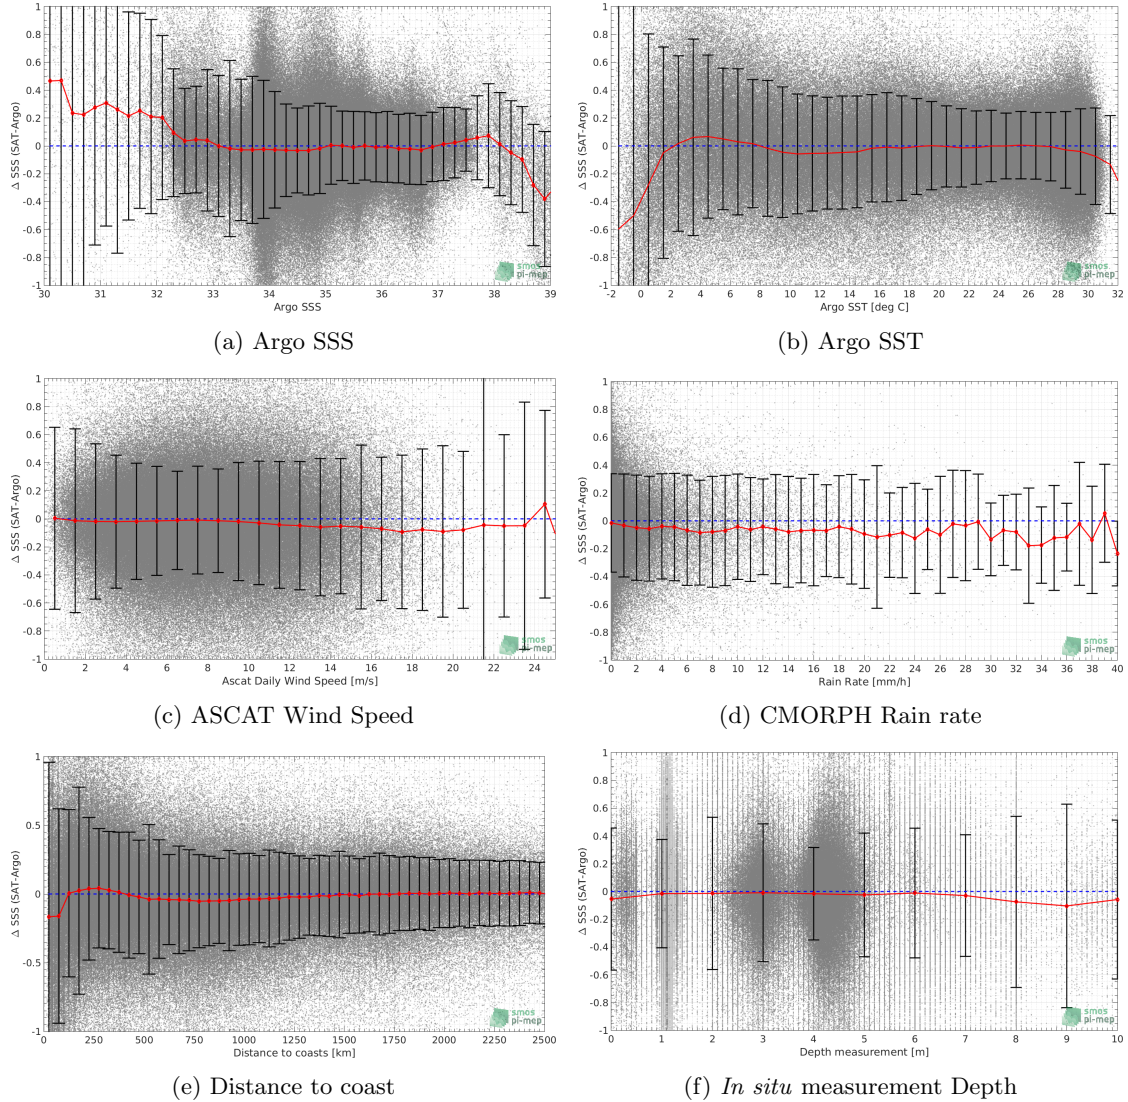 1
0.8
0.6
0.4
0.2
0
-0.2
-0.4
-0.6
-0.8
-1
Δ SSS (SAT-Argo)
30 31 32 33 34 35 36 37 38 39
Argo SSS
smos
pi-mep
(a) Argo SSS
1
0.8
0.6
0.4
0.2
0
-0.2
-0.4
-0.6
-0.8
-1
Δ SSS (SAT-Argo)
-2 0 2 4 6 8 10 12 14 16 18 20 22 24 26 28 30 32
Argo SST [deg C]
smos
pi-mep
(b) Argo SST
1
0.8
0.6
0.4
0.2
0
-0.2
-0.4
-0.6
-0.8
-1
Δ SSS (SAT-Argo)
0 2 4 6 8 10 12 14 16 18 20 22 24
Ascat Daily Wind Speed [m/s]
smos
pi-mep
(c) ASCAT Wind Speed
1
0.8
0.6
0.4
0.2
0
-0.2
-0.4
-0.6
-0.8
-1
Δ SSS (SAT-Argo)
0 2 4 6 8 10 12 14 16 18 20 22 24 26 28 30 32 34 36 38 40
Rain Rate [mm/h]
smos
pi-mep
(d) CMORPH Rain rate
1
0.5
0
-0.5
-1
Δ SSS (SAT-Argo)
0 250 500 750 1000 1250 1500 1750 2000 2250 2500
Distance to coasts [km]
smos
pi-mep
(e) Distance to coast
1
0.8
0.6
0.4
0.2
0
-0.2
-0.4
-0.6
-0.8
-1
Δ SSS (SAT-Argo)
0 1 2 3 4 5 6 7 8 9 10
Depth measurement [m]
smos
pi-mep
(f) In situ measurement Depth